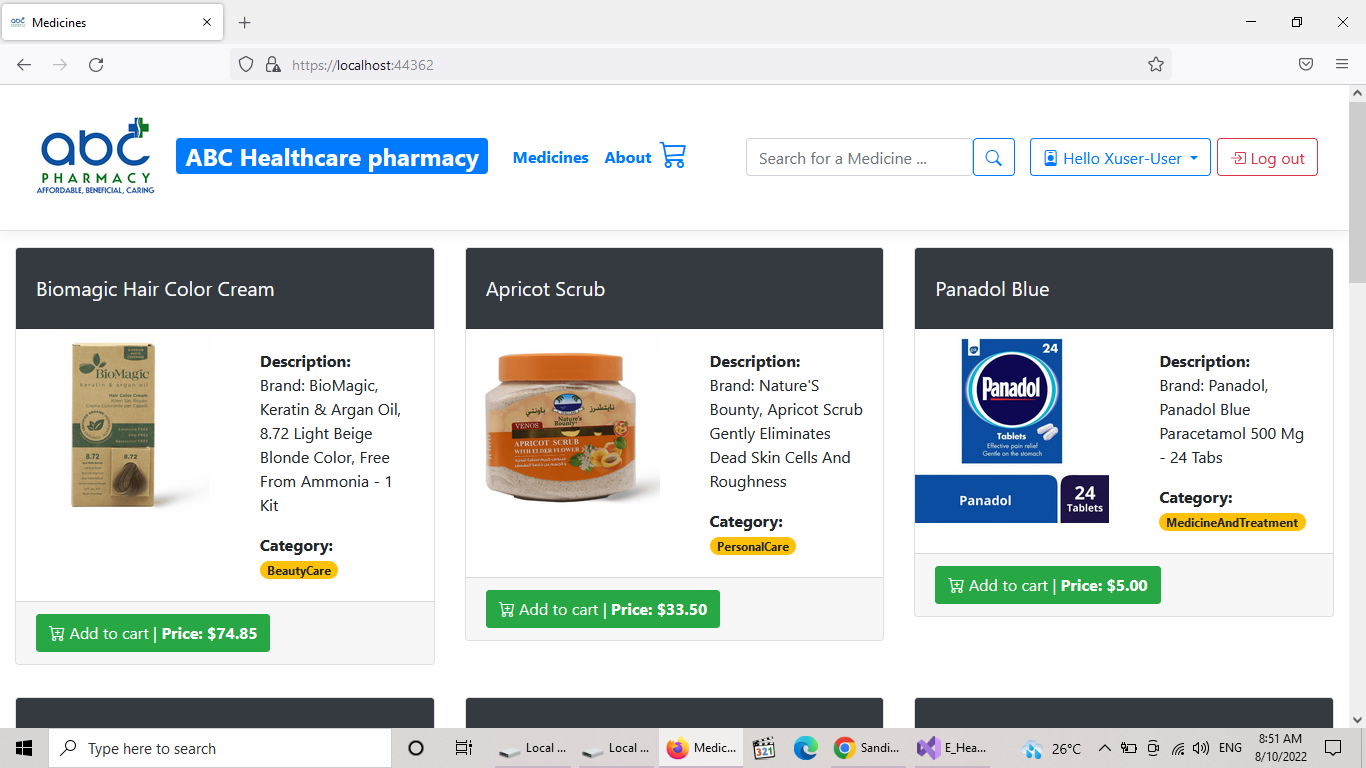 Medicines
https://localhost:44362
abc
PHARMACY
AFFORDABLE, BENEFICIAL, CARING
ABC Healthcare pharmacy
Medicines
About
Search for a Medicine ...
Hello Xuser-User
Log out
Biomagic Hair Color Cream
BioMagic
keratin & argan oil
Hair Color Cream
8.72
8.72
Description:
Brand: BioMagic,
Keratin & Argan Oil,
8.72 Light Beige
Blonde Color, Free
From Ammonia - 1
Kit
Category:
BeautyCare
Add to cart | Price: $74.85
Apricot Scrub
Nature's
Bounty
نايتشرز
باونتي
VENOS
APRICOT SCRUB
WITH ELDER FLOWER
Description:
Brand: Nature'S
Bounty, Apricot Scrub
Gently Eliminates
Dead Skin Cells And
Roughness
Category:
PersonalCare
Add to cart | Price: $33.50
Panadol Blue
24
Panadol
Tablets
Effective pain relief
Gentle on the stomach
Panadol
24
Tablets
Description:
Brand: Panadol,
Panadol Blue
Paracetamol 500 Mg
- 24 Tabs
Category:
MedicineAndTreatment
Add to cart | Price: $5.00
Type here to search
Local ...
Local ...
Medic...
321
Sandi...
E_Hea...
26°C
ENG
8:51 AM
8/10/2022